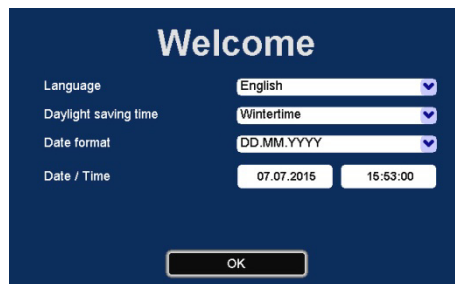 Welcome
Language English
Daylight saving time Wintertime
Date format DD.MM.YYYY
Date / Time 07.07.2015 15:53:00
OK